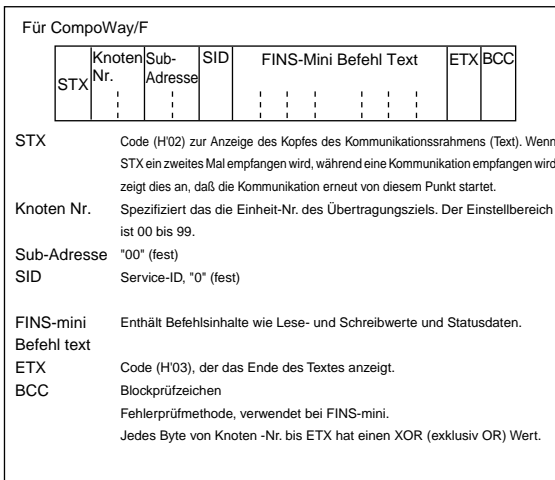 Für CompoWay/F
STX Knoten Nr. Sub-Adresse SID FINS-Mini Befehl Text ETX BCC
STX Code (H'02) zur Anzeige des Kopfes des Kommunikationssrahmens (Text). Wenn
STX ein zweites Mal empfangen wird, während eine Kommunikation empfangen wird
zeigt dies an, daß die Kommunikation erneut von diesem Punkt startet.
Knoten Nr. Spezifiziert das die Einheit-Nr. des Übertragungsziels. Der Einstellbereich
ist 00 bis 99.
Sub-Adresse "00" (fest)
SID Service-ID, "0" (fest)
FINS-mini Enthält Befehlsinhalte wie Lese- und Schreibwerte und Statusdaten.
Befehl text
ETX Code (H'03), der das Ende des Textes anzeigt.
BCC Blockprüfzeichen
Fehlerprüfmethode, verwendet bei FINS-mini.
Jedes Byte von Knoten -Nr. bis ETX hat einen XOR (exklusiv OR) Wert.